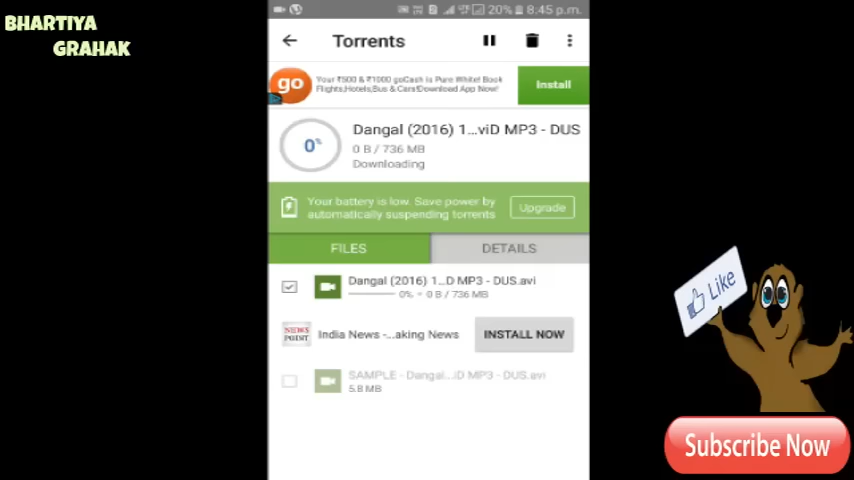 BHARTIYA
GRAHAK
20% 8:45 p.m.
Torrents
go
Your ₹500 & ₹1000 goCash is Pure White! Book
Flights,Hotels,Bus & Cars!Download App Now!
Install
0%
Dangal (2016) 1...viD MP3 - DUS
0 B / 736 MB
Downloading
Your battery is low. Save power by
automatically suspending torrents
Upgrade
FILES
DETAILS
Dangal (2016) 1...D MP3 - DUS.avi
0% • 0 B / 736 MB
NEWS
POINT
India News -...aking News
INSTALL NOW
SAMPLE - Dangal...iD MP3 - DUS.avi
5.8 MB
Like
Subscribe Now